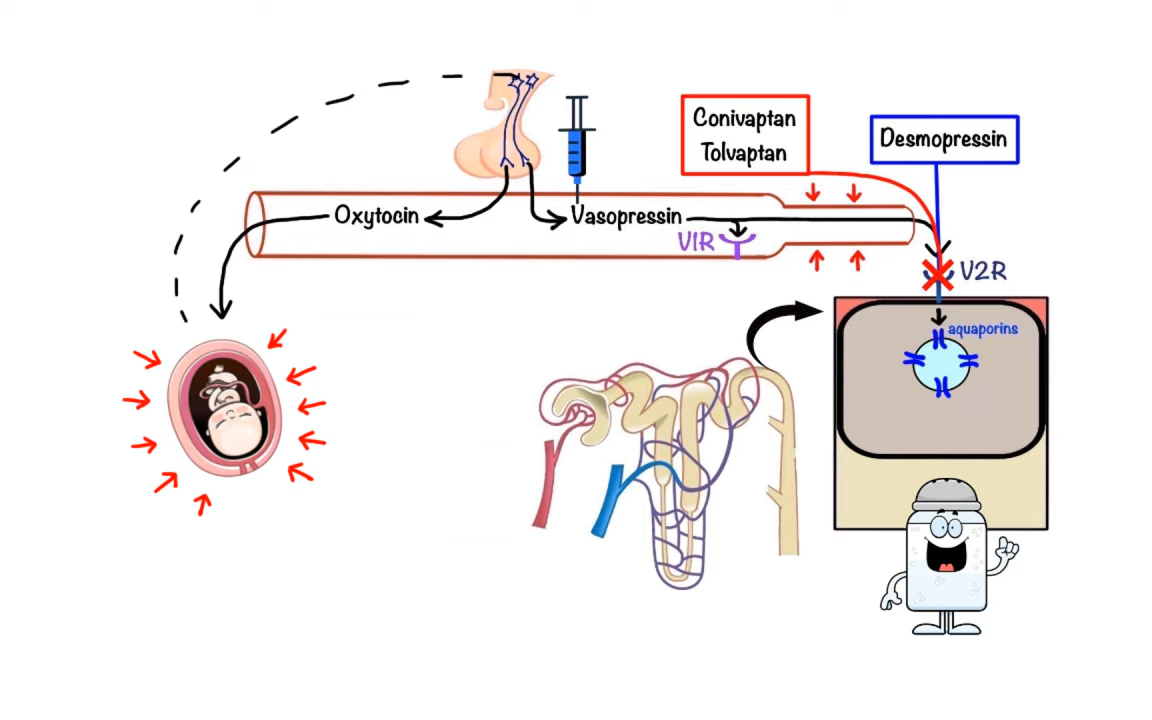 Conivaptan
Tolvaptan
Desmopressin
Oxytocin
Vasopressin
V1R
V2R
aquaporins